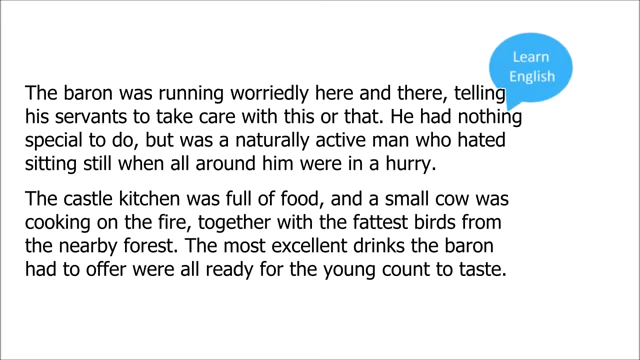 Learn
English
The baron was running worriedly here and there, telling
his servants to take care with this or that. He had nothing
special to do, but was a naturally active man who hated
sitting still when all around him were in a hurry.
The castle kitchen was full of food, and a small cow was
cooking on the fire, together with the fattest birds from
the nearby forest. The most excellent drinks the baron
had to offer were all ready for the young count to taste.